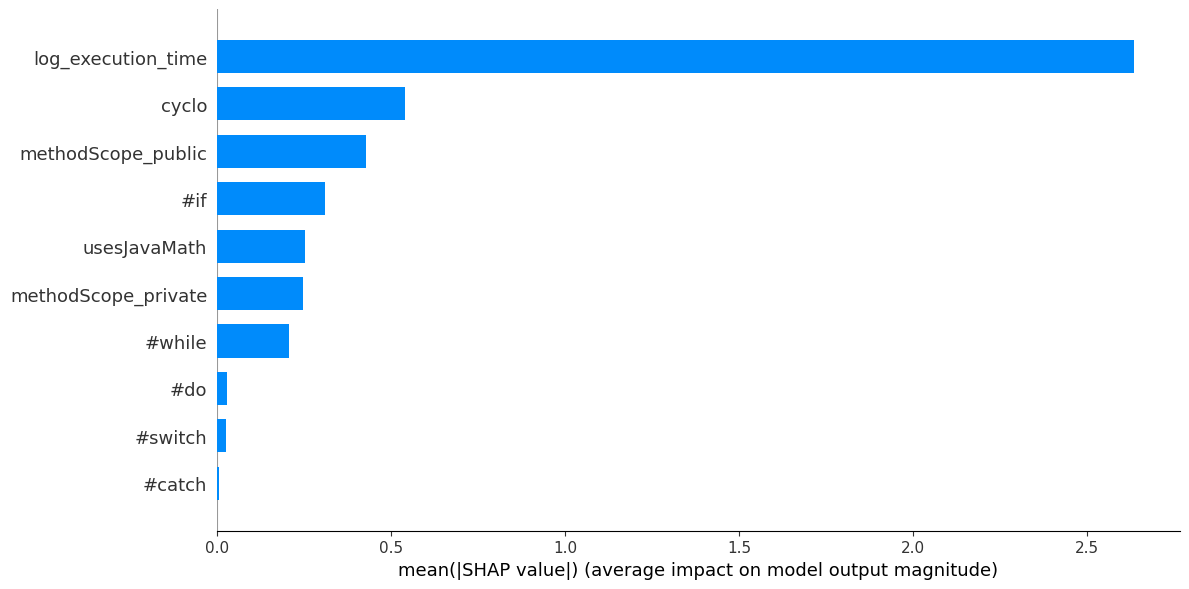 log_execution_time
cyclo
methodScope_public
#if
usesJavaMath
methodScope_private
#while
#do
#switch
#catch
0.0 0.5 1.0 1.5 2.0 2.5
mean(|SHAP value|) (average impact on model output magnitude)